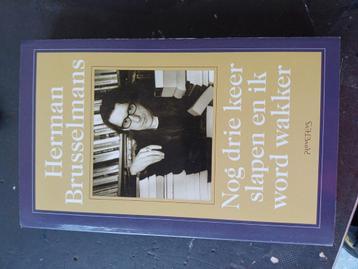 Herman
Brusselmans
Nog drie keer
slapen en ik
word wakker
PROMETHEUS